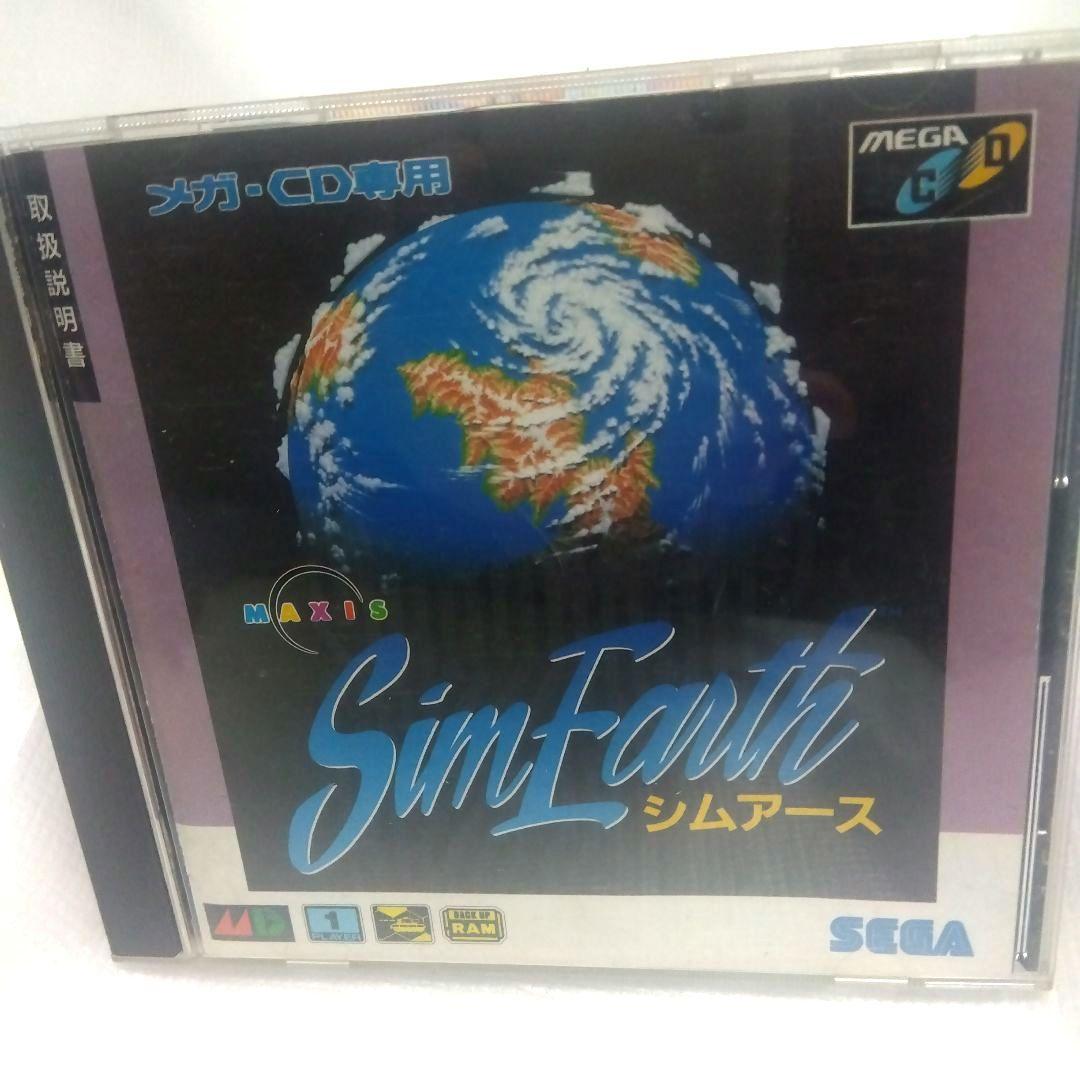 取扱説明書
メガ・CD専用
MEGA
CD
MAXIS
SimEarth
シムアース
MD
1
PLAYER
BACK UP
RAM
SEGA